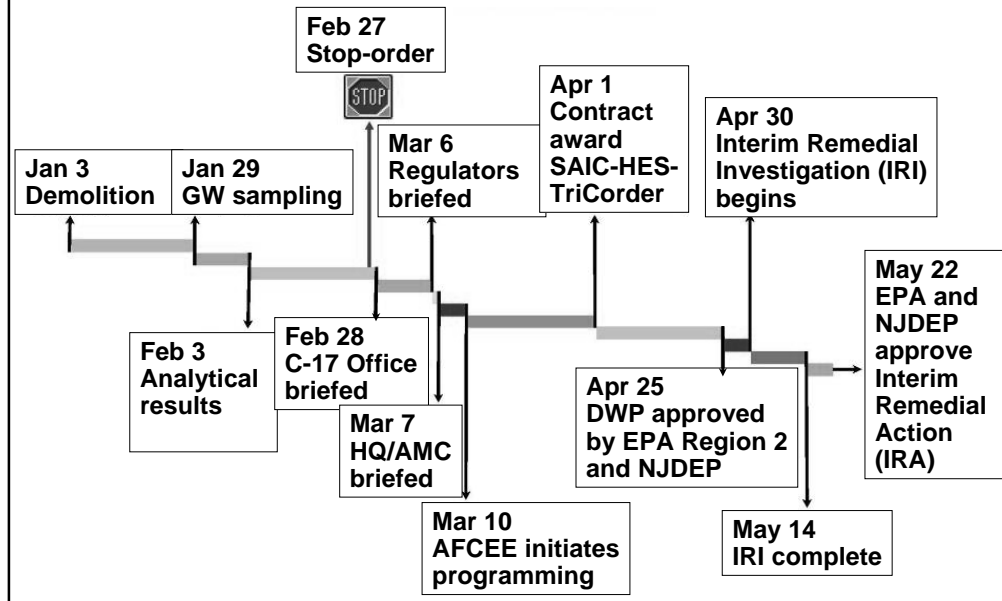 Feb 27
Stop-order
STOP
Jan 3
Demolition
Jan 29
GW sampling
Mar 6
Regulators
briefed
Apr 1
Contract
award
SAIC-HES-
TriCorder
Apr 30
Interim Remedial
Investigation (IRI)
begins
Feb 3
Analytical
results
Feb 28
C-17 Office
briefed
Mar 7
HQ/AMC
briefed
Mar 10
AFCEE initiates
programming
Apr 25
DWP approved
by EPA Region 2
and NJDEP
May 14
IRI complete
May 22
EPA and
NJDEP
approve
Interim
Remedial
Action
(IRA)